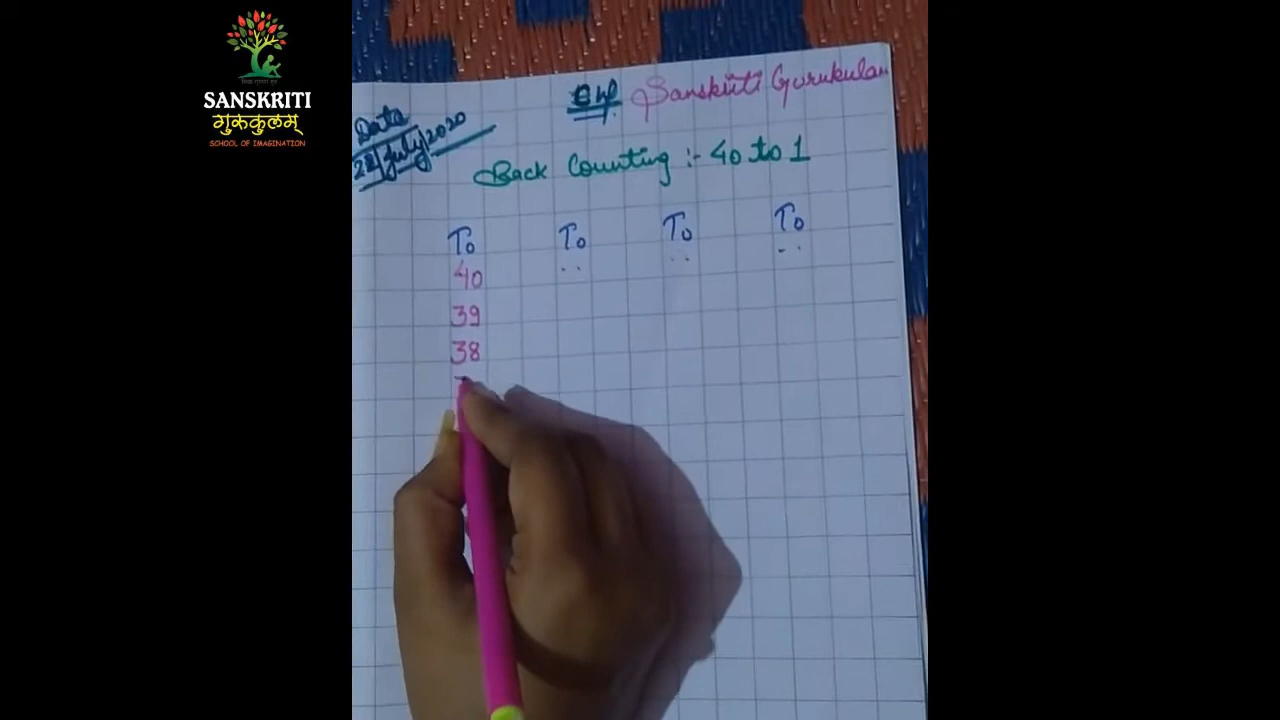 SANSKRITI
गुरुकुलम्
SCHOOL OF IMAGINATION
C.W. Sanskriti Gurukulam
Date
28/July/2020
Back Counting :- 40 to 1
To To To To
40
39
38